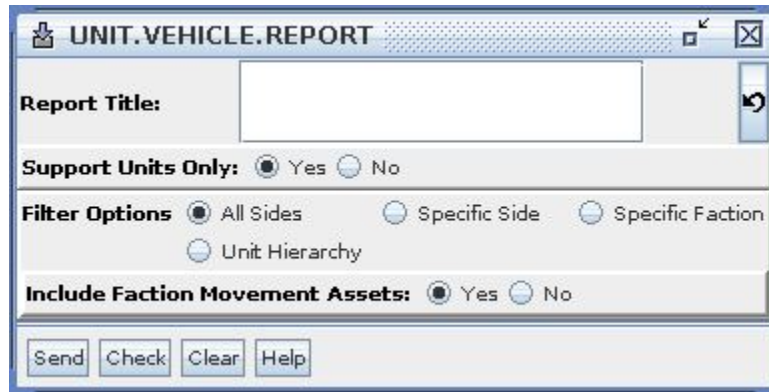 UNIT.VEHICLE.REPORT
Report Title:
Support Units Only: Yes No
Filter Options All Sides Specific Side Specific Faction
Unit Hierarchy
Include Faction Movement Assets: Yes No
Send Check Clear Help